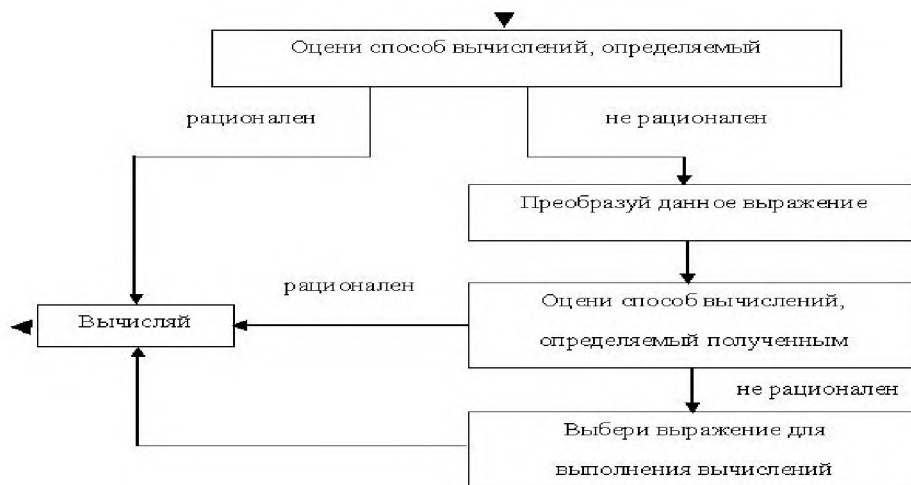 Оцени способ вычислений, определяемый
рационален
не рационален
Преобразуй данное выражение
рационален
Оцени способ вычислений,
определяемый полученным
Вычисляй
не рационален
Выбери выражение для
выполнения вычислений